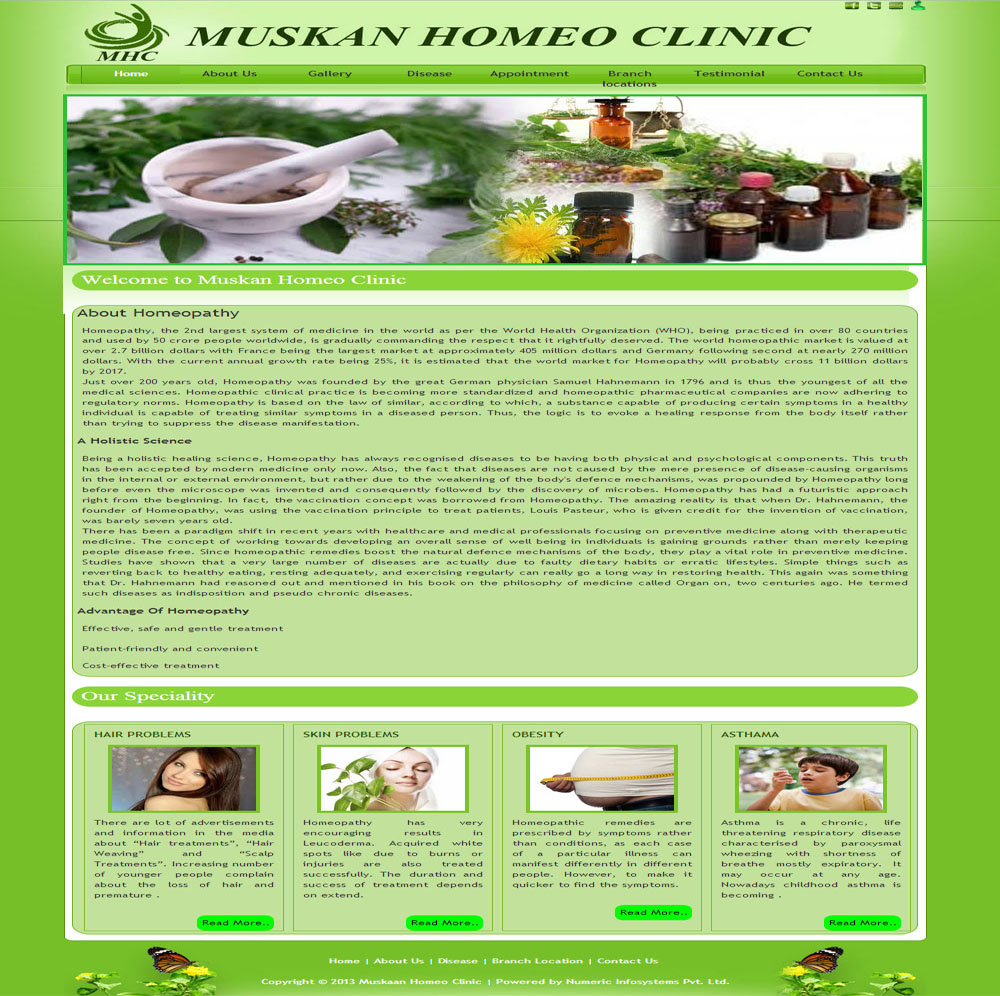 MHC
MUSKAN HOMEO CLINIC
Home About Us Gallery Disease Appointment Branch locations Testimonial Contact Us
Welcome to Muskan Homeo Clinic
About Homeopathy
Homeopathy, the 2nd largest system of medicine in the world as per the World Health Organization (WHO), being practiced in over 80 countries
and used by 50 crore people worldwide, is gradually commanding the respect that it rightfully deserved. The world homeopathic market is valued at
over 2.7 billion dollars with France being the largest market at approximately 405 million dollars and Germany following second at nearly 270 million
dollars. With the current annual growth rate being 25%, it is estimated that the world market for Homeopathy will probably cross 11 billion dollars
by 2017.
Just over 200 years old, Homeopathy was founded by the great German physician Samuel Hahnemann in 1796 and is thus the youngest of all the
medical sciences. Homeopathic clinical practice is becoming more standardized and homeopathic pharmaceutical companies are now adhering to
regulatory norms. Homeopathy is based on the law of similar, according to which, a substance capable of producing certain symptoms in a healthy
individual is capable of treating similar symptoms in a diseased person. Thus, the logic is to evoke a healing response from the body itself rather
than trying to suppress the disease manifestation.
A Holistic Science
Being a holistic healing science, Homeopathy has always recognised diseases to be having both physical and psychological components. This truth
has been accepted by modern medicine only now. Also, the fact that diseases are not caused by the mere presence of disease-causing organisms
in the internal or external environment, but rather due to the weakening of the body's defence mechanisms, was propounded by Homeopathy long
before even the microscope was invented and consequently followed by the discovery of microbes. Homeopathy has had a futuristic approach
right from the beginning. In fact, the vaccination concept was borrowed from Homeopathy. The amazing reality is that when Dr. Hahnemann, the
founder of Homeopathy, was using the vaccination principle to treat patients, Louis Pasteur, who is given credit for the invention of vaccination,
was barely seven years old.
There has been a paradigm shift in recent years with healthcare and medical professionals focusing on preventive medicine along with therapeutic
medicine. The concept of working towards developing an overall sense of well being in individuals is gaining grounds rather than merely keeping
people disease free. Since homeopathic remedies boost the natural defence mechanisms of the body, they play a vital role in preventive medicine.
Studies have shown that a very large number of diseases are actually due to faulty dietary habits or erratic lifestyles. Simple things such as
reverting back to healthy eating, resting adequately, and exercising regularly can really go a long way in restoring health. This again was something
that Dr. Hahnemann had reasoned out and mentioned in his book on the philosophy of medicine called Organ on, two centuries ago. He termed
such diseases as indisposition and pseudo chronic diseases.
Advantage Of Homeopathy
Effective, safe and gentle treatment
Patient-friendly and convenient
Cost-effective treatment
Our Speciality
HAIR PROBLEMS
There are lot of advertisements
and information in the media
about “Hair treatments”, “Hair
Weaving” and “Scalp
Treatments”. Increasing number
of younger people complain
about the loss of hair and
premature .
Read More..
SKIN PROBLEMS
Homeopathy has very
encouraging results in
Leucoderma. Acquired white
spots like due to burns or
injuries are also treated
successfully. The duration and
success of treatment depends
on extend.
Read More..
OBESITY
Homeopathic remedies are
prescribed by symptoms rather
than conditions, as each case
of a particular illness can
manifest differently in different
people. However, to make it
quicker to find the symptoms.
Read More..
ASTHAMA
Asthma is a chronic, life
threatening respiratory disease
characterised by paroxysmal
wheezing with shortness of
breathe mostly expiratory. It
may occur at any age.
Nowadays childhood asthma is
becoming .
Read More..
Home | About Us | Disease | Branch Location | Contact Us
Copyright © 2013 Muskaan Homeo Clinic | Powered by Numeric Infosystems Pvt. Ltd.